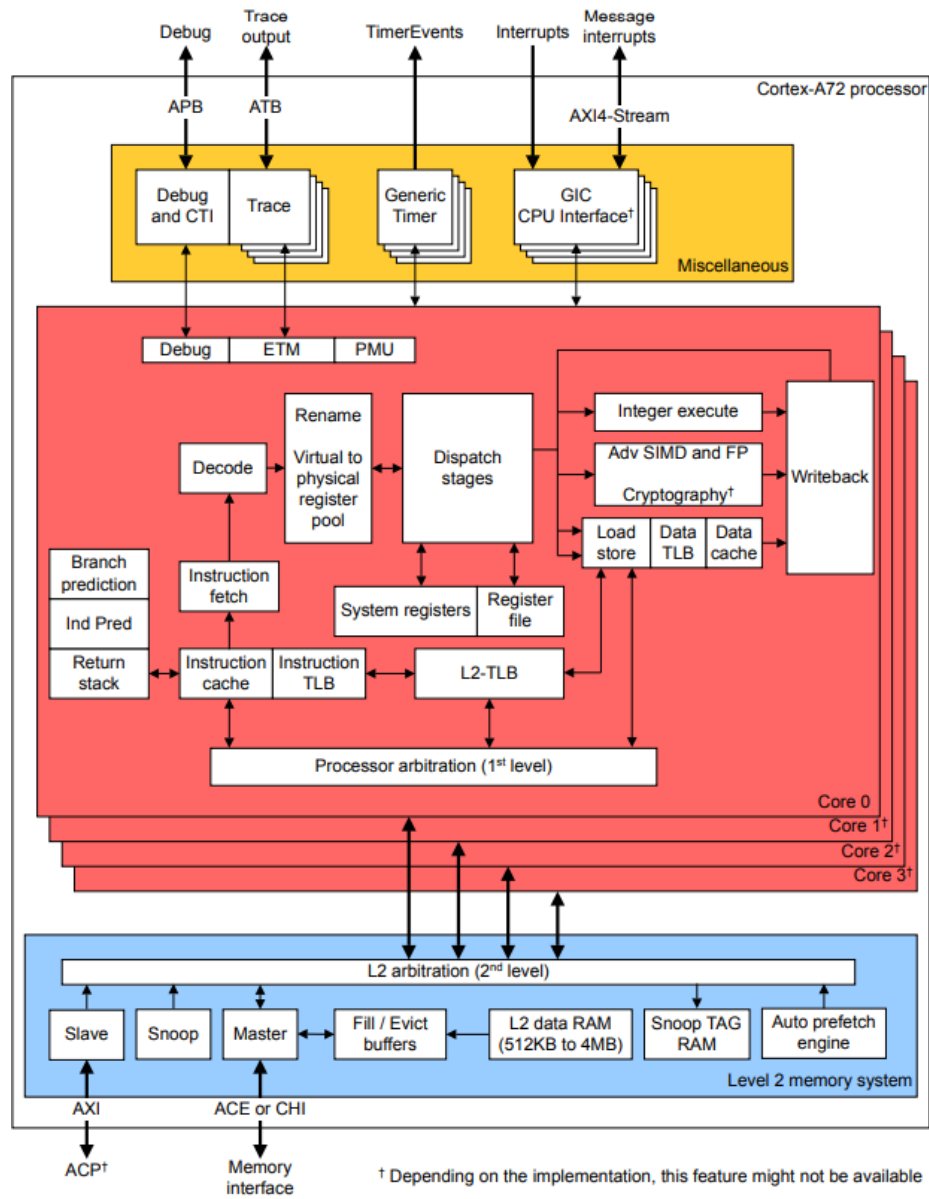 Debug
Trace
output
TimerEvents
Interrupts
Message
interrupts
Cortex-A72 processor
APB
ATB
AXI4-Stream
Debug
and CTI
Trace
Generic
Timer
GIC
CPU Interface†
Miscellaneous
Debug
ETM
PMU
Rename
Virtual to
physical
register
pool
Dispatch
stages
Integer execute
Decode
Adv SIMD and FP
Cryptography†
Writeback
Load
store
Data
TLB
Data
cache
Branch
prediction
Ind Pred
Return
stack
Instruction
fetch
System registers
Register
file
Instruction
cache
Instruction
TLB
L2-TLB
Processor arbitration (1st level)
Core 0
Core 1†
Core 2†
Core 3†
L2 arbitration (2nd level)
Slave
Snoop
Master
Fill / Evict
buffers
L2 data RAM
(512KB to 4MB)
Snoop TAG
RAM
Auto prefetch
engine
Level 2 memory system
AXI
ACE or CHI
ACP†
Memory
interface
† Depending on the implementation, this feature might not be available